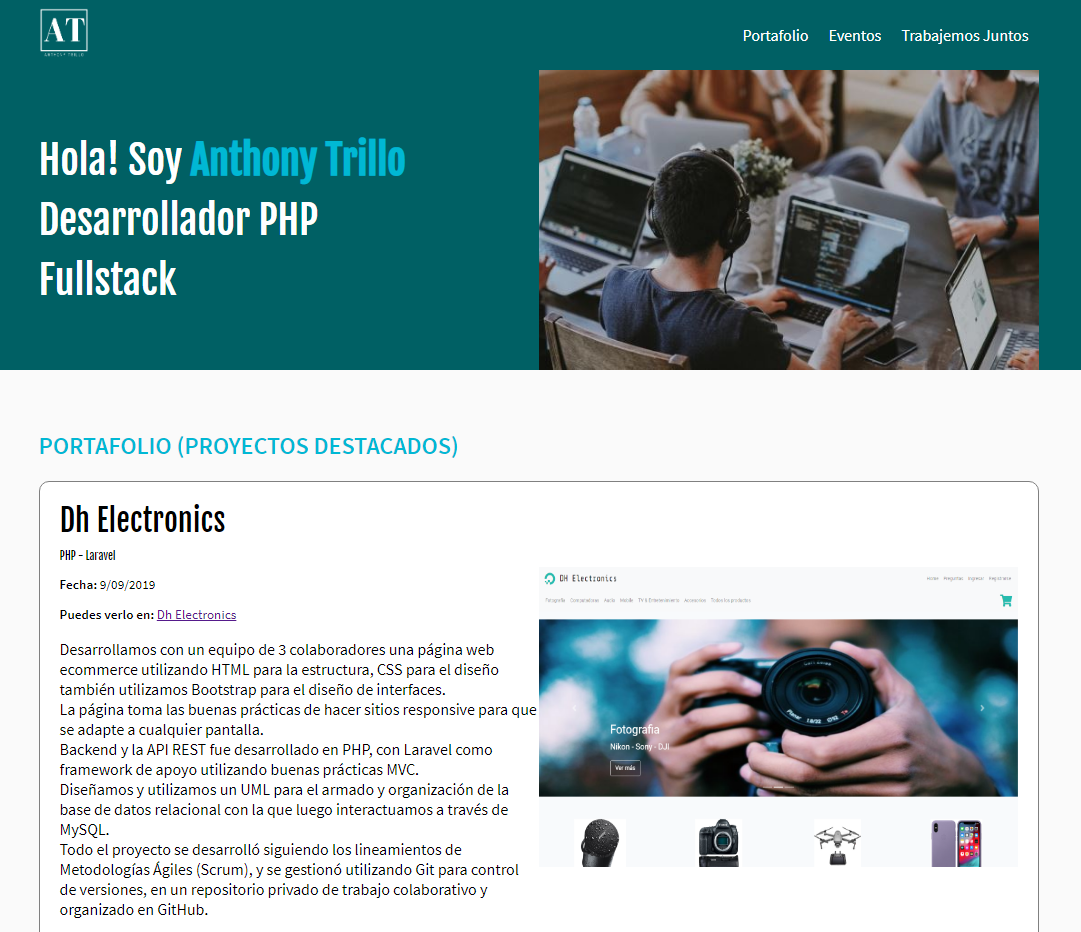 AT
ANTHONY TRILLO
Portafolio Eventos Trabajemos Juntos
Hola! Soy Anthony Trillo
Desarrollador PHP
Fullstack
PORTAFOLIO (PROYECTOS DESTACADOS)
Dh Electronics
PHP - Laravel
Fecha: 9/09/2019
Puedes verlo en: Dh Electronics
Desarrollamos con un equipo de 3 colaboradores una página web
ecommerce utilizando HTML para la estructura, CSS para el diseño
también utilizamos Bootstrap para el diseño de interfaces.
La página toma las buenas prácticas de hacer sitios responsive para que
se adapte a cualquier pantalla.
Backend y la API REST fue desarrollado en PHP, con Laravel como
framework de apoyo utilizando buenas prácticas MVC.
Diseñamos y utilizamos un UML para el armado y organización de la
base de datos relacional con la que luego interactuamos a través de
MySQL.
Todo el proyecto se desarrolló siguiendo los lineamientos de
Metodologías Ágiles (Scrum), y se gestionó utilizando Git para control
de versiones, en un repositorio privado de trabajo colaborativo y
organizado en GitHub.
DH Electronics
Home Preguntas Ingresar Registrarse
Fotografia Computadoras Audio Mobile TV & Entretenimiento Accesorios Todos los productos
Fotografia
Nikon - Sony - DJI
Ver más